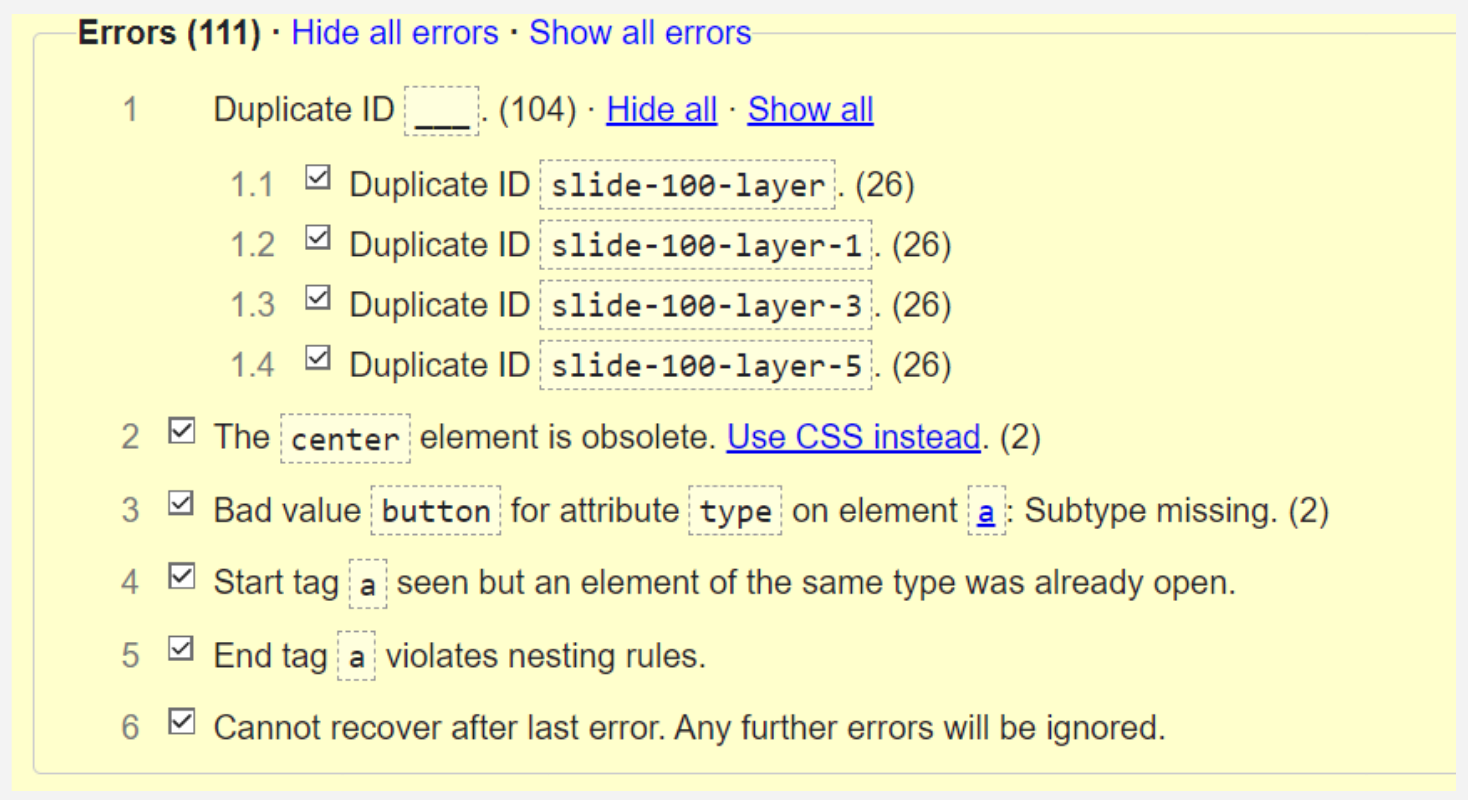 Errors (111) · Hide all errors · Show all errors
1 Duplicate ID ___. (104) · Hide all · Show all
1.1 Duplicate ID slide-100-layer. (26)
1.2 Duplicate ID slide-100-layer-1. (26)
1.3 Duplicate ID slide-100-layer-3. (26)
1.4 Duplicate ID slide-100-layer-5. (26)
2 The center element is obsolete. Use CSS instead. (2)
3 Bad value button for attribute type on element a: Subtype missing. (2)
4 Start tag a seen but an element of the same type was already open.
5 End tag a violates nesting rules.
6 Cannot recover after last error. Any further errors will be ignored.